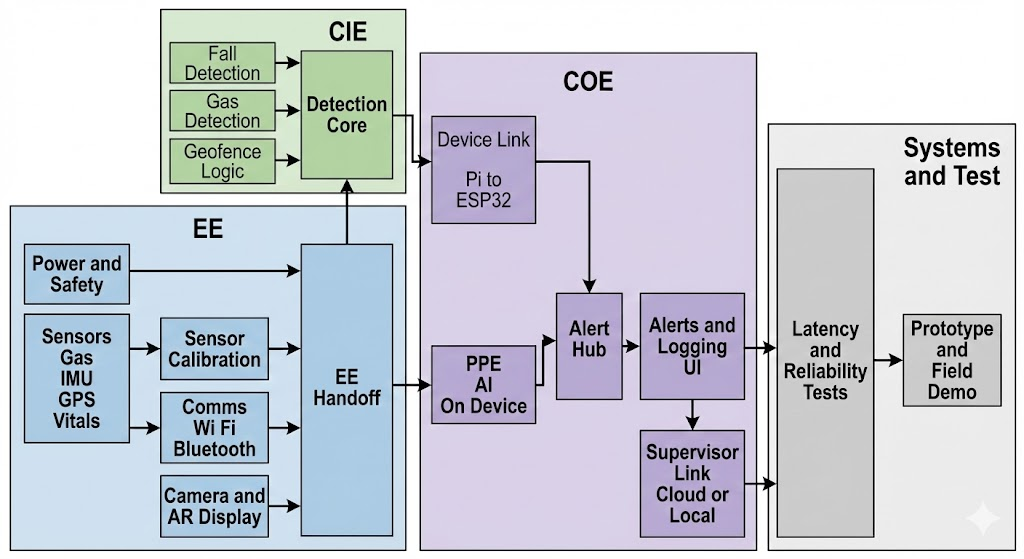 CIE
Fall
Detection
Gas
Detection
Geofence
Logic
Detection
Core
EE
Power and
Safety
Sensors
Gas
IMU
GPS
Vitals
Sensor
Calibration
Comms
Wi Fi
Bluetooth
Camera and
AR Display
EE
Handoff
COE
Device Link
Pi to
ESP32
PPE
AI
On Device
Alert
Hub
Alerts and
Logging
UI
Supervisor
Link
Cloud or
Local
Systems
and Test
Latency
and
Reliability
Tests
Prototype
and
Field
Demo